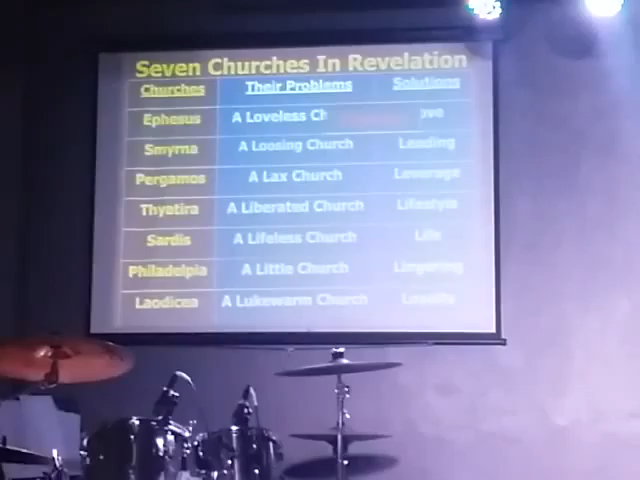 Seven Churches In Revelation
Churches Their Problems Solutions
Ephesus A Loveless Ch ove
Smyrna A Loosing Church Leading
Pergamos A Lax Church Leverage
Thyatira A Liberated Church Lifestyle
Sardis A Lifeless Church Life
Philadelpia A Little Church Lingering
Laodicea A Lukewarm Church